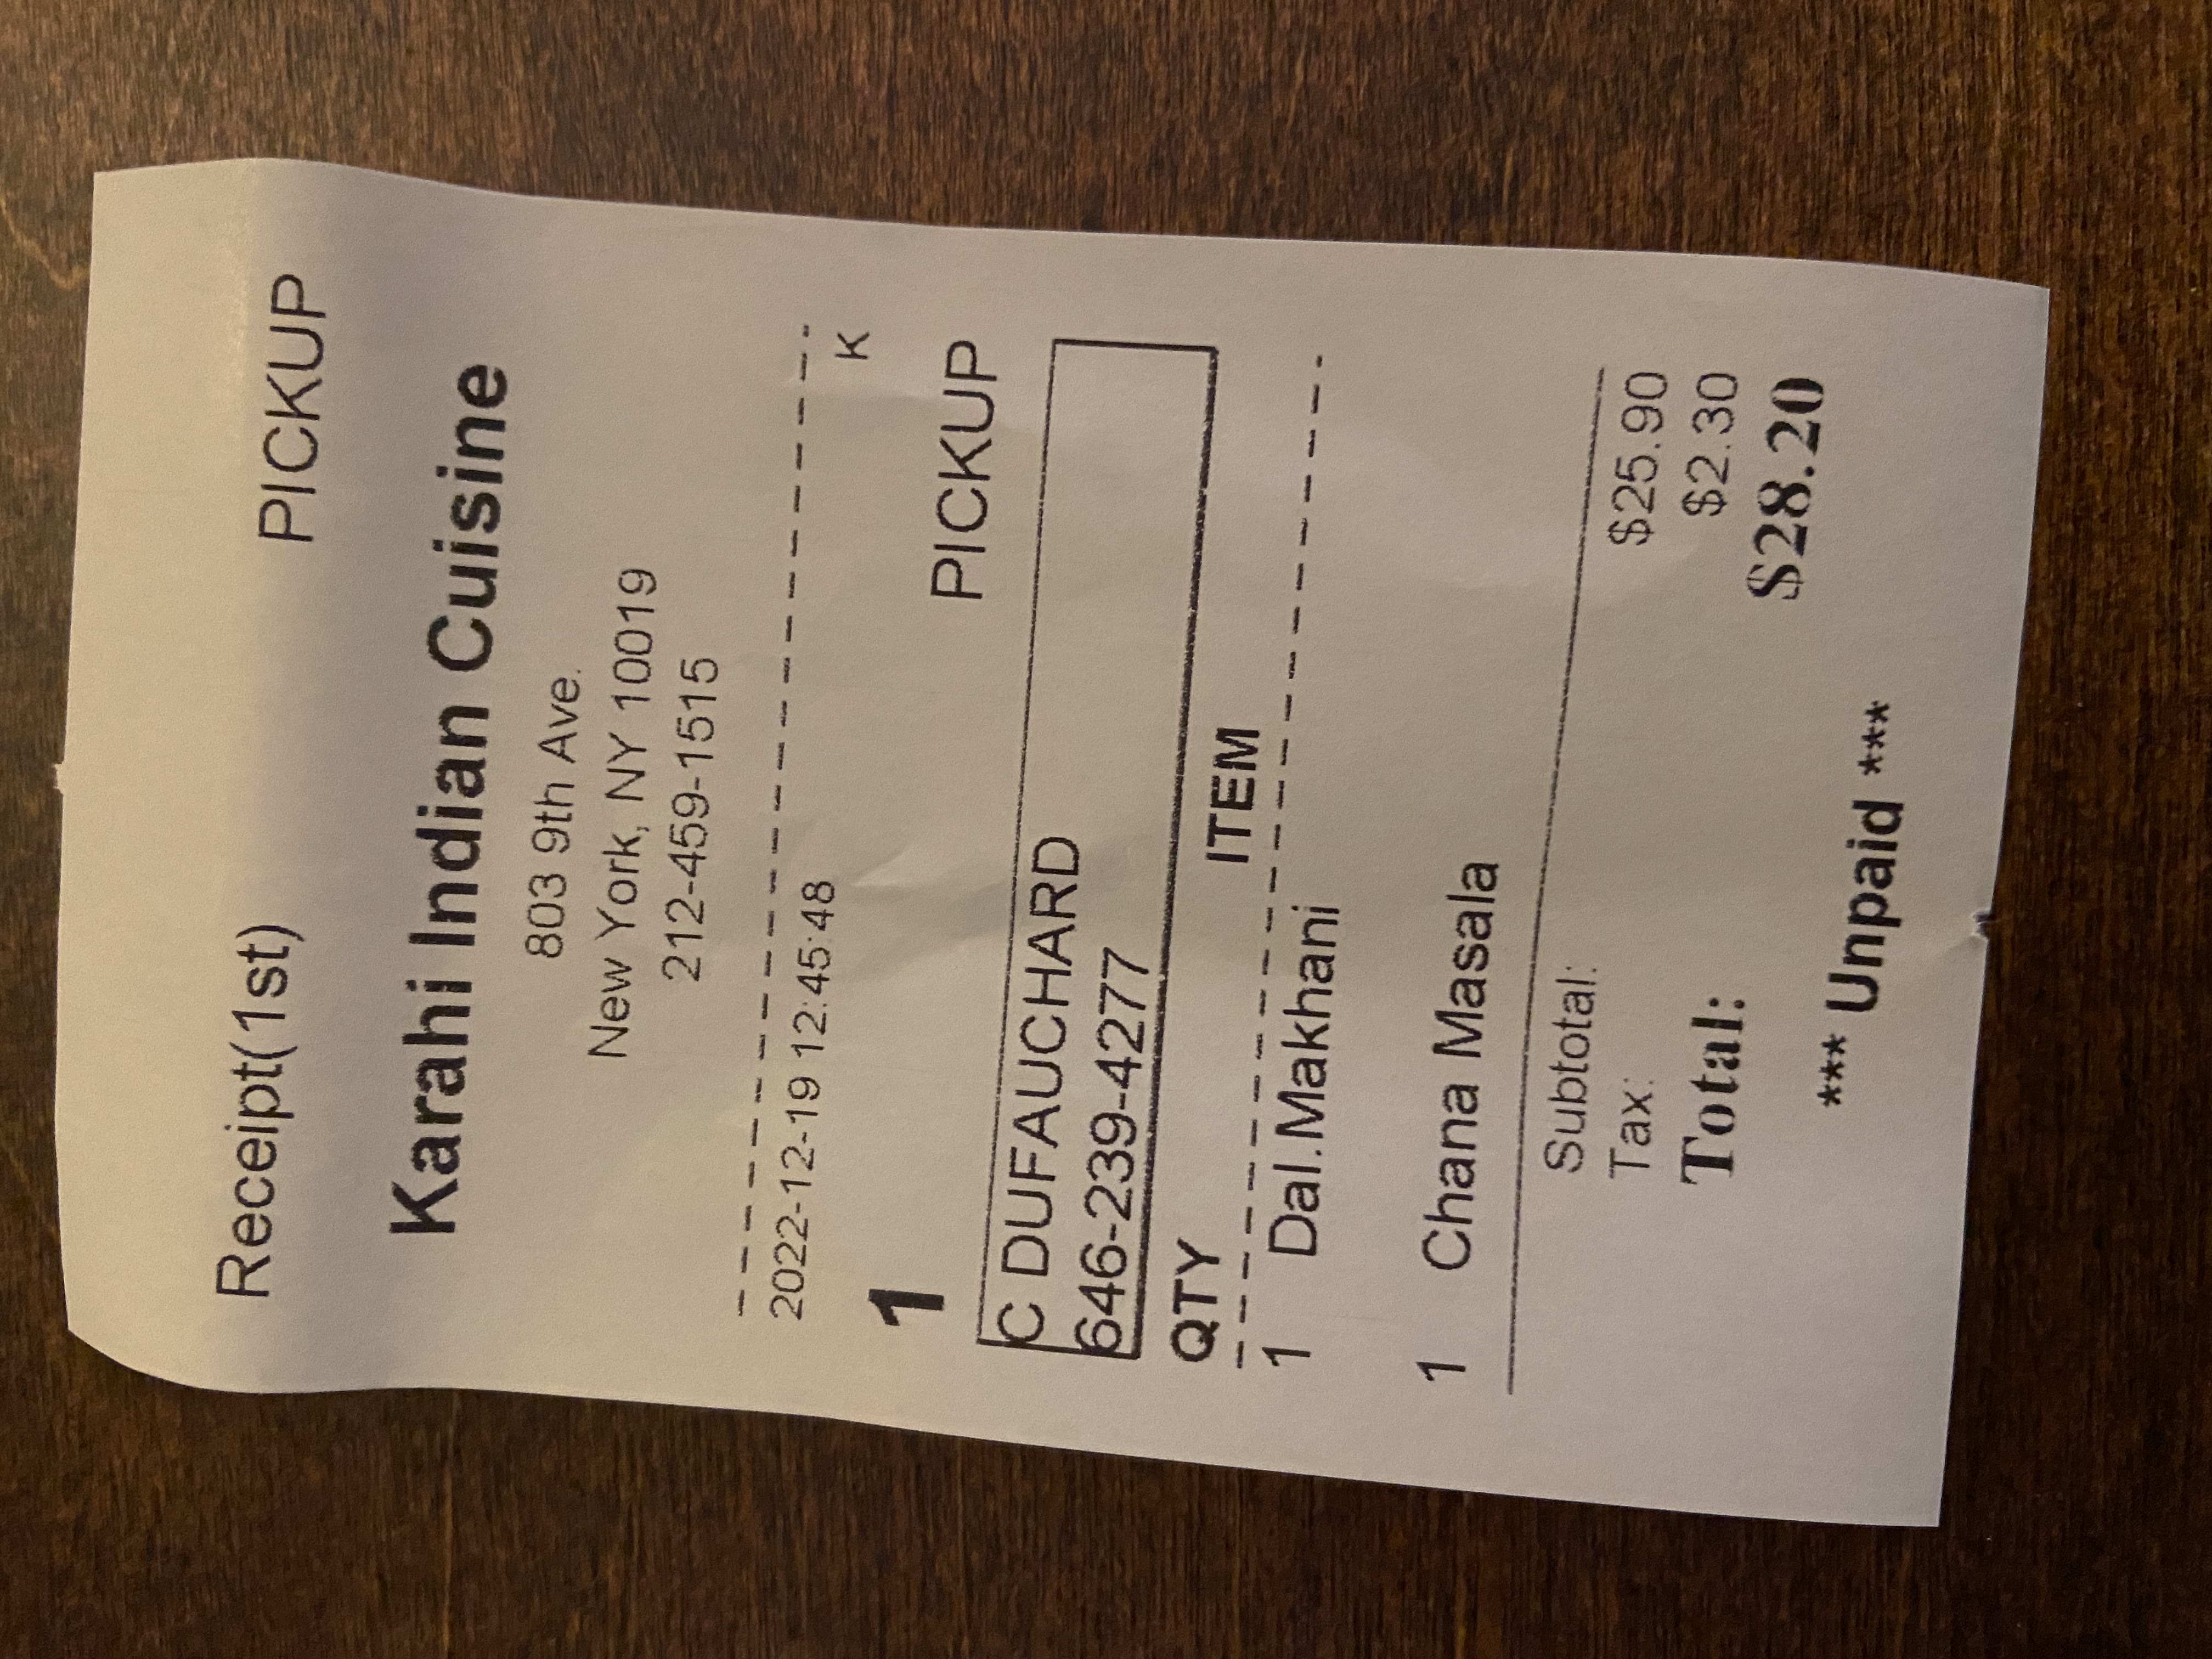 Receipt(1st) PICKUP
Karahi Indian Cuisine
803 9th Ave.
New York, NY 10019
212-459-1515
2022-12-19 12:45:48 K
1 PICKUP
C DUFAUCHARD
646-239-4277
QTY ITEM
1 Dal.Makhani
1 Chana Masala
Subtotal: $25.90
Tax: $2.30
Total: $28.20
*** Unpaid ***